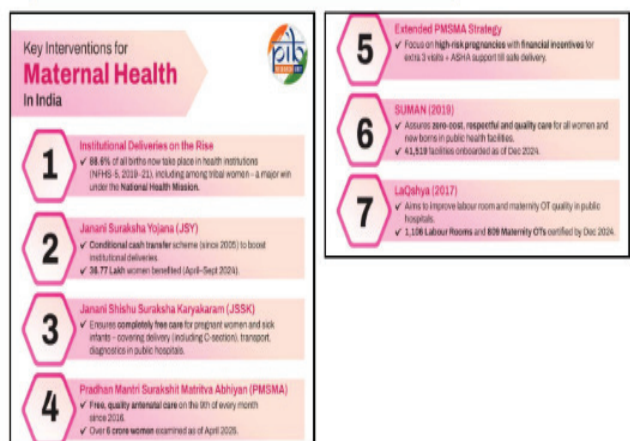 Key Interventions for
Maternal Health
In India
pib
1
Institutional Deliveries on the Rise
✓ 88.6% of all births now take place in health institutions
(NFHS-5, 2019-21), including among tribal women – a major win
under the National Health Mission.
2
Janani Suraksha Yojana (JSY)
✓ Conditional cash transfer scheme (since 2005) to boost
institutional deliveries.
✓ 36.77 Lakh women benefited (April-Sept 2024).
3
Janani Shishu Suraksha Karyakaram (JSSK)
✓ Ensures completely free care for pregnant women and sick
infants – covering delivery (including C-section), transport,
diagnostics in public hospitals.
4
Pradhan Mantri Surakshit Matritva Abhiyan (PMSMA)
✓ Free, quality antenatal care on the 9th of every month
since 2016.
✓ Over 6 crore women examined as of April 2025.
5
Extended PMSMA Strategy
✓ Focus on high-risk pregnancies with financial incentives for
extra 3 visits + ASHA support till safe delivery.
6
SUMAN (2019)
✓ Assures zero-cost, respectful and quality care for all women and
new borns in public health facilities.
✓ 41,519 facilities onboarded as of Dec 2024.
7
LaQshya (2017)
✓ Aims to improve labour room and maternity OT quality in public
hospitals.
✓ 1,106 Labour Rooms and 809 Maternity OTs certified by Dec 2024.